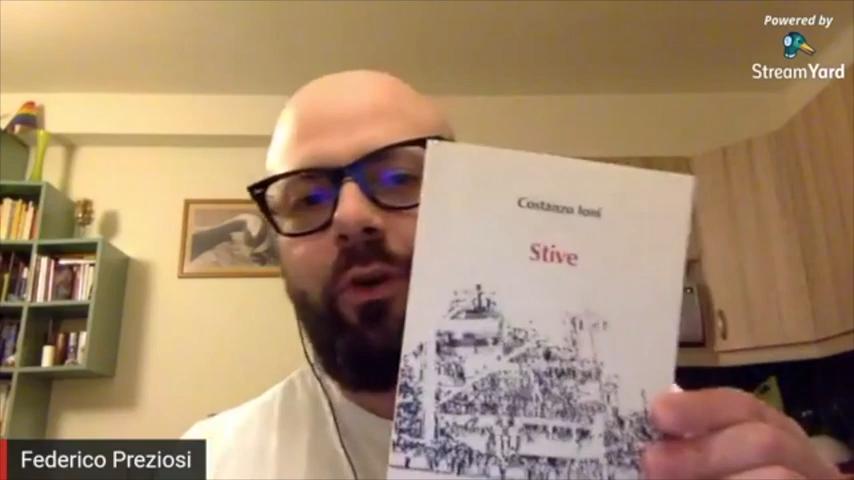 Powered by
StreamYard
Costanzo Ioni
Stive
Federico Preziosi